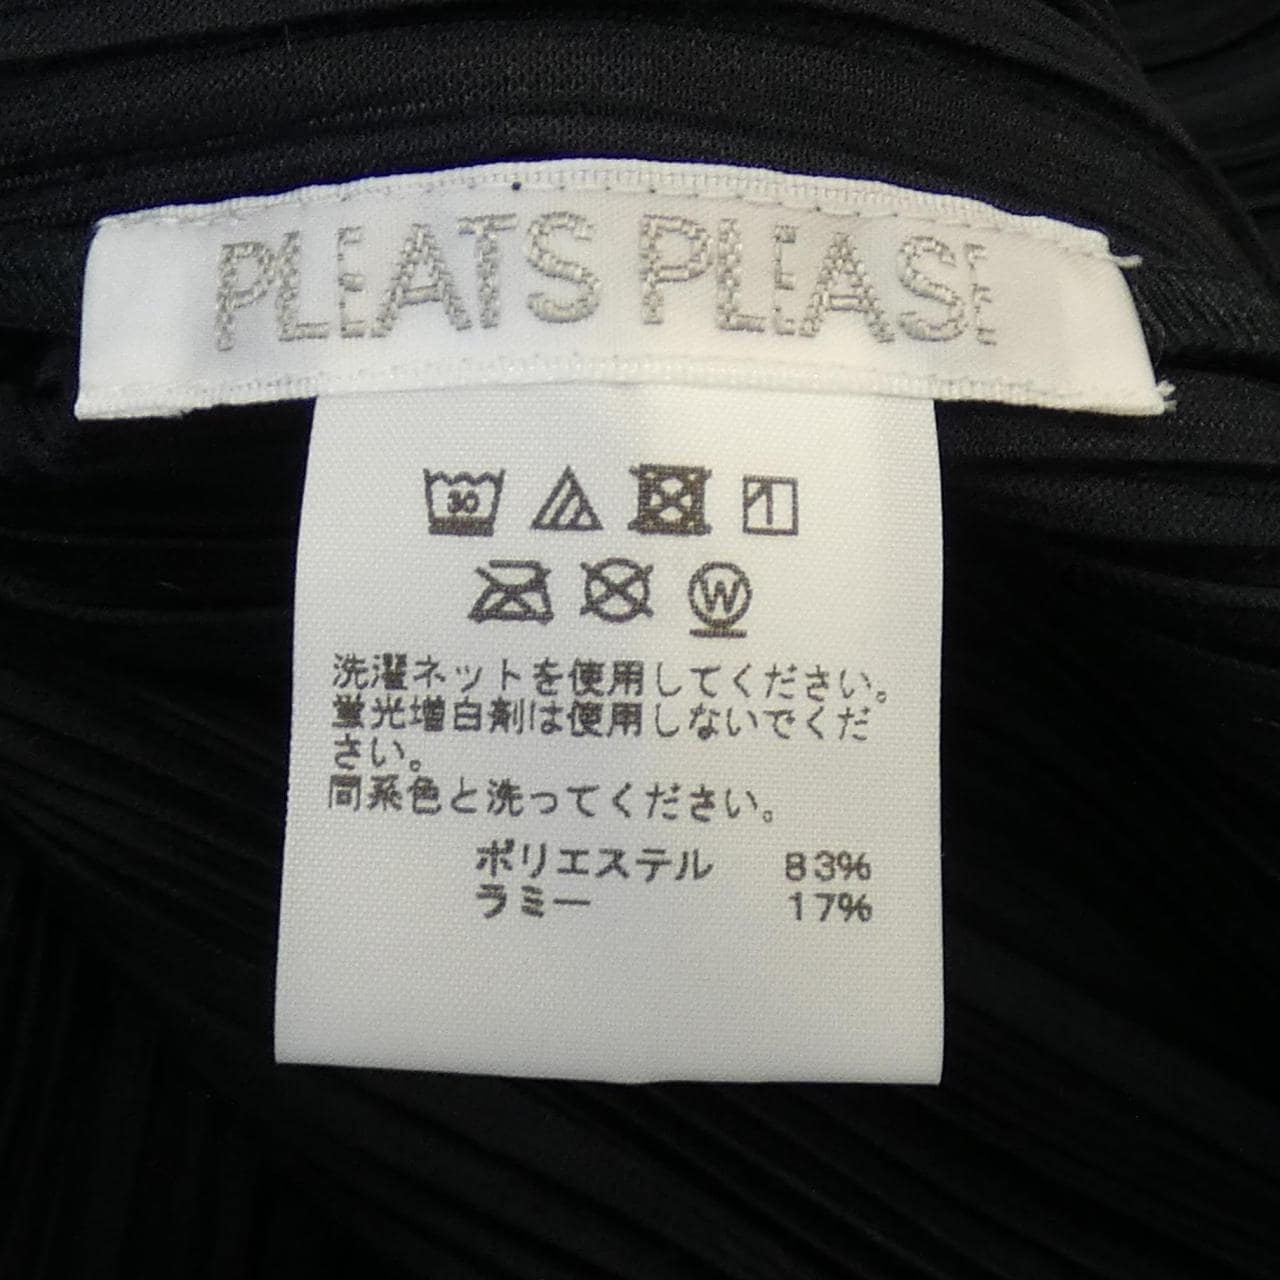 PLEATS PLEASE
30
W
洗濯ネットを使用してください。
蛍光増白剤は使用しないでくだ
さい。
同系色と洗ってください。
ポリエステル 83%
ラミー 17%